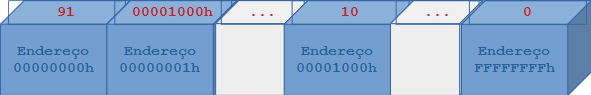 91 00001000h ... 10 ... 0
Endereço Endereço Endereço Endereço
00000000h 00000001h 00001000h FFFFFFFFh